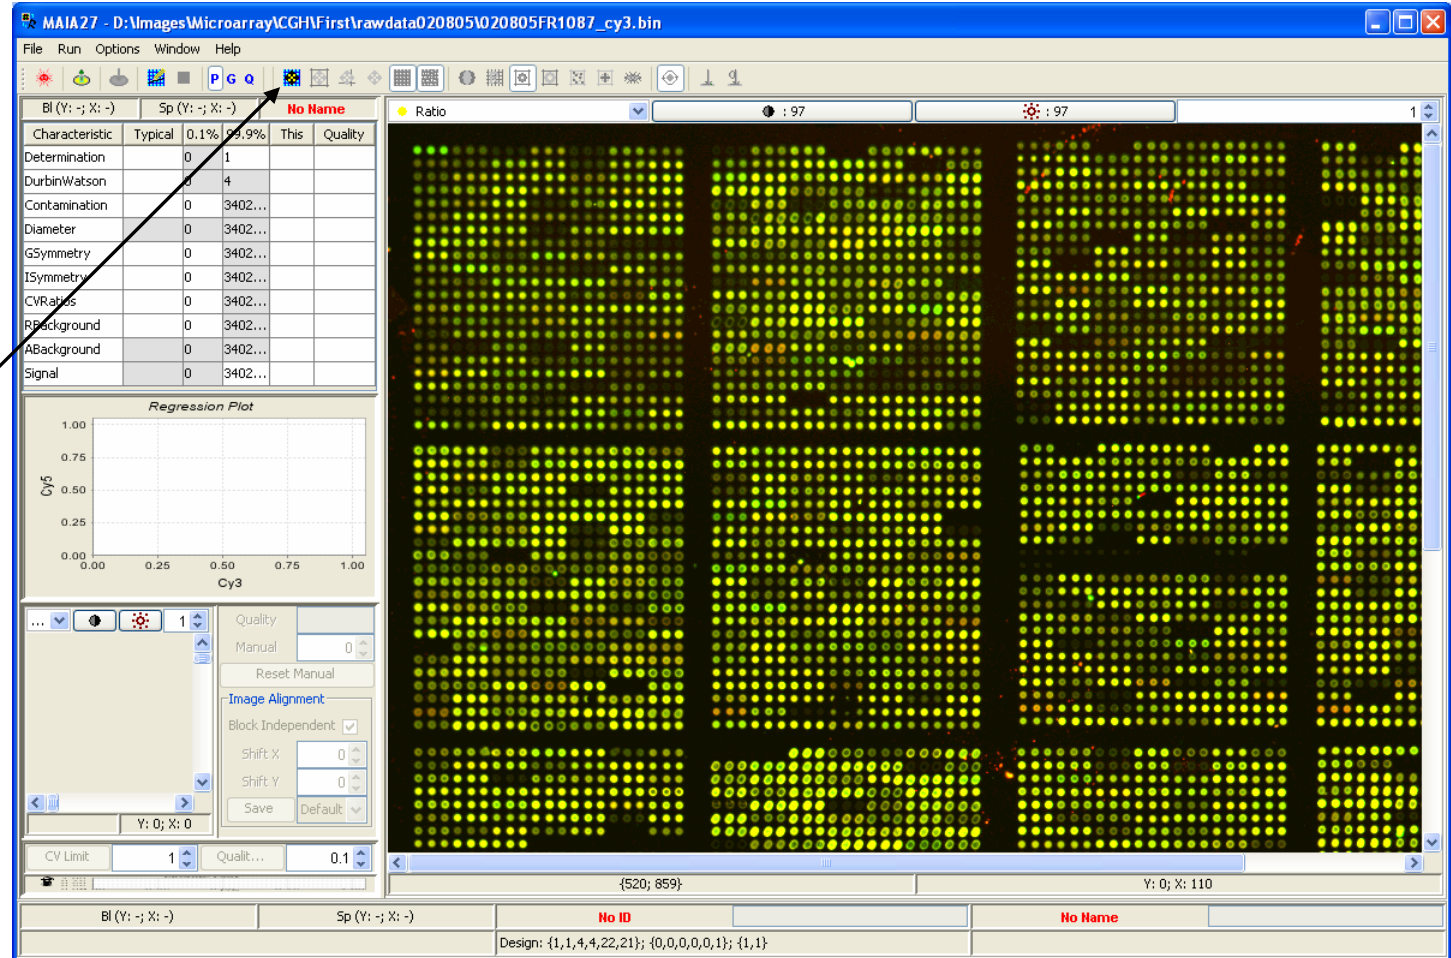 MAIA27 - D:\Images\Microarray\CGH\First\rawdata020805\020805FR1087_cy3.bin
File Run Options Window Help
P G Q
Bl (Y: -; X: -) Sp (Y: -; X: -) No Name
Ratio : 97 : 97 1
Characteristic Typical 0.1% 99.9% This Quality
Determination 0 1
DurbinWatson 0 4
Contamination 0 3402...
Diameter 0 3402...
GSymmetry 0 3402...
ISymmetry 0 3402...
CVRatios 0 3402...
RBackground 0 3402...
ABackground 0 3402...
Signal 0 3402...
Regression Plot
1.00
0.75
0.50
0.25
0.00
Cy5
0.00 0.25 0.50 0.75 1.00
Cy3
... 1
Quality
Manual 0
Reset Manual
Image Alignment
Block Independent
Shift X 0
Shift Y 0
Save Default
Y: 0; X: 0
CV Limit 1 Qualit... 0.1
{520; 859} Y: 0; X: 110
Bl (Y: -; X: -) Sp (Y: -; X: -) No ID No Name
Design: {1,1,4,4,22,21}; {0,0,0,0,0,1}; {1,1}